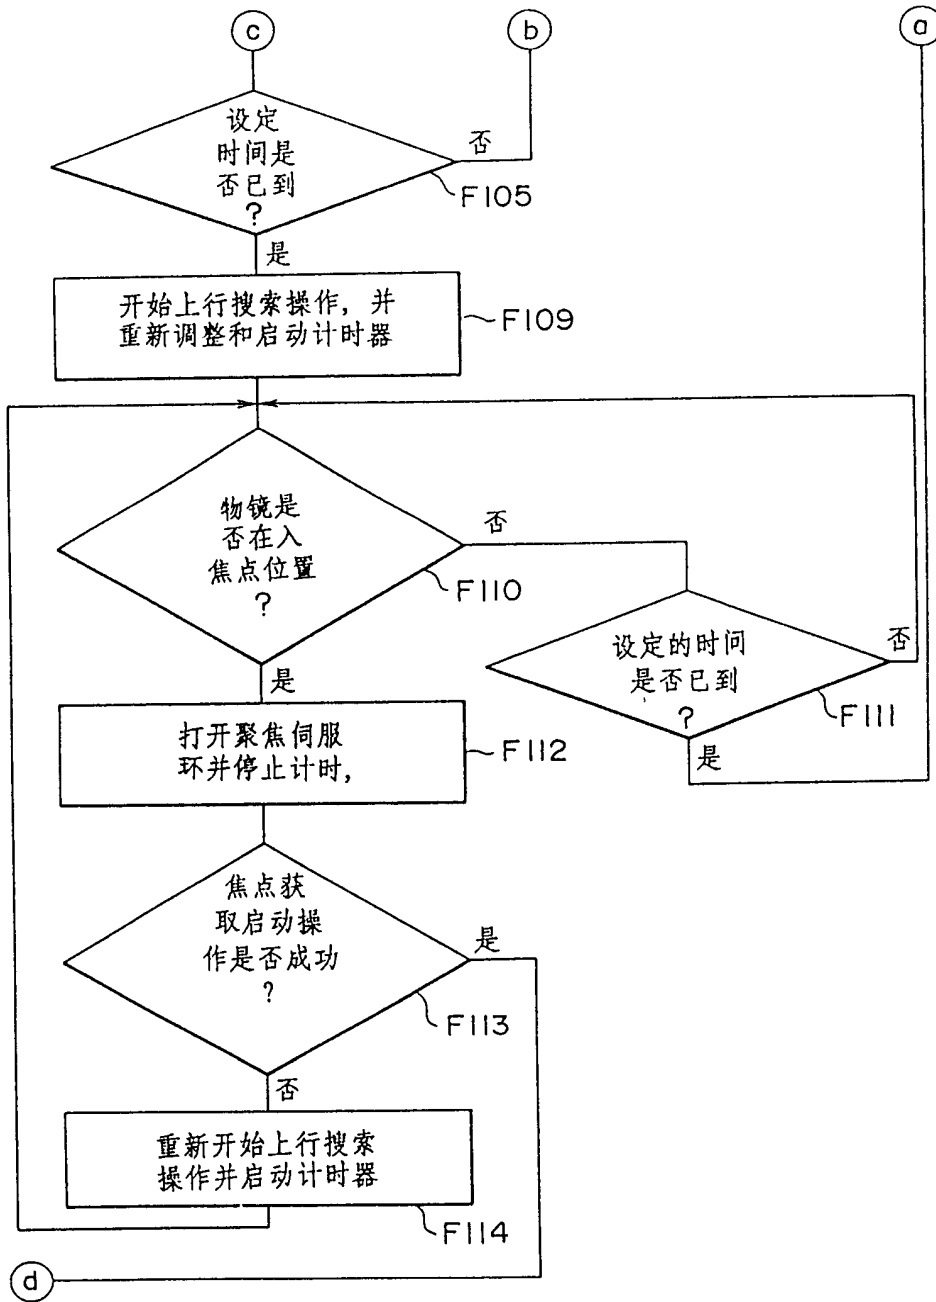 c
b
a
设定
时间是
否已到
?
否
F105
是
开始上行搜索操作, 并
重新调整和启动计时器
F109
物镜是
否在入
焦点位置
?
否
F110
设定的时间
是否已到
?
否
F111
是
是
打开聚焦伺服
环并停止计时,
F112
焦点获
取启动操
作是否成功
?
是
F113
否
重新开始上行搜索
操作并启动计时器
F114
d